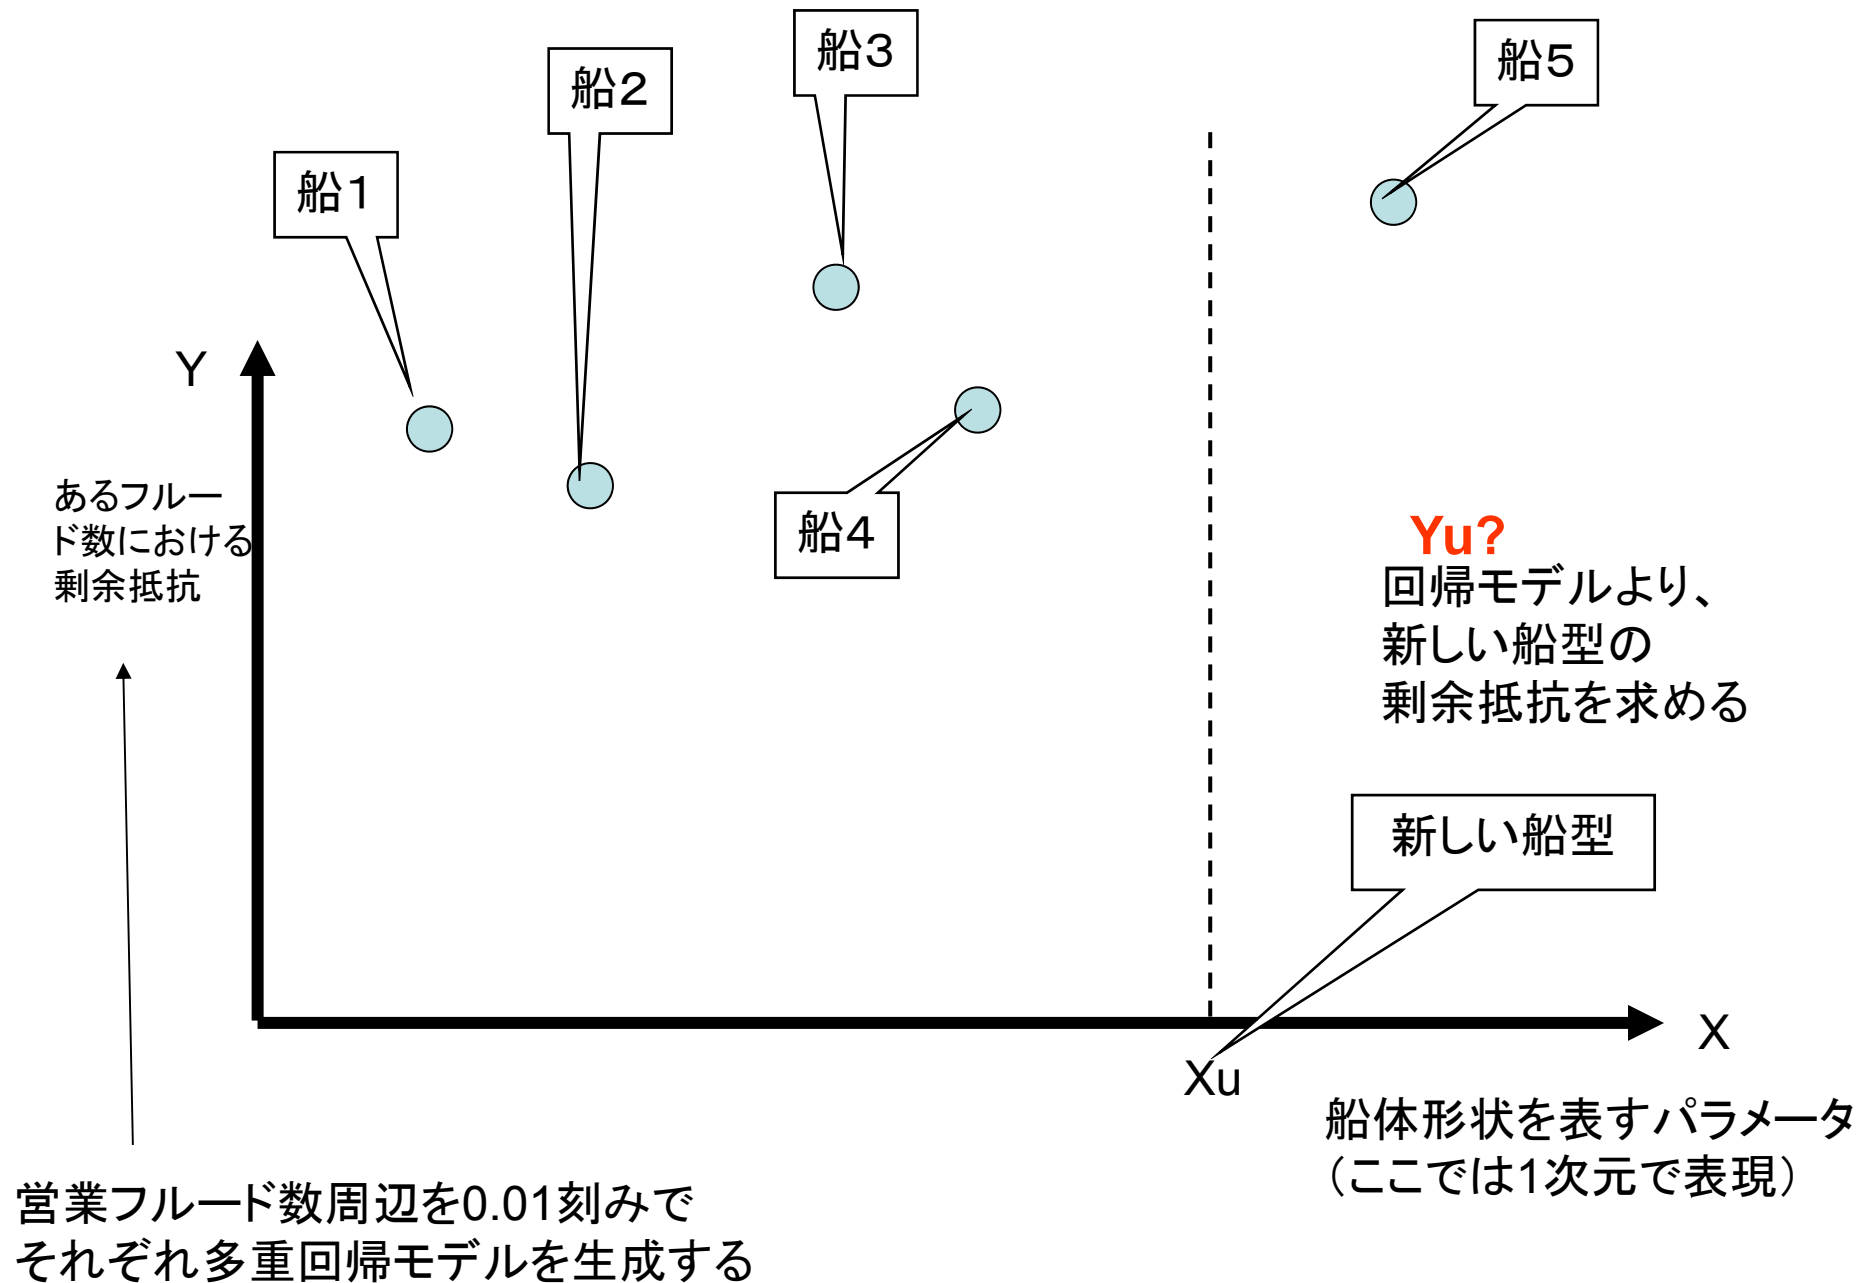 船3
船5
船2
船1
Y
あるフルー
ド数における
剰余抵抗
船4
Yu?
回帰モデルより、
新しい船型の
剰余抵抗を求める
新しい船型
X
Xu
船体形状を表すパラメータ
（ここでは1次元で表現）
営業フルード数周辺を0.01刻みで
それぞれ多重回帰モデルを生成する